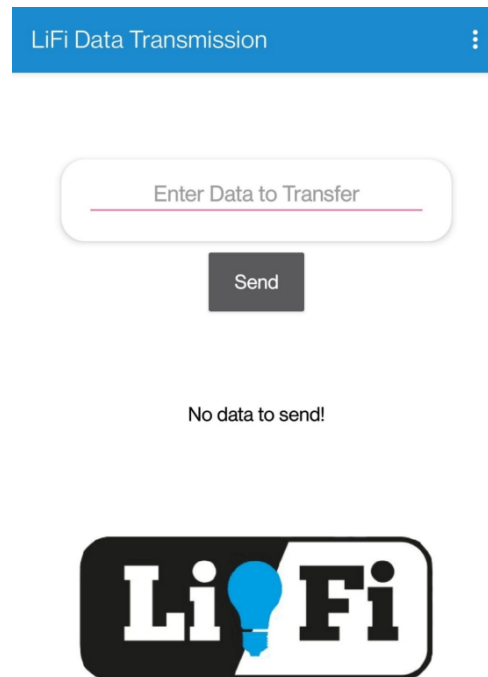 LiFi Data Transmission
Enter Data to Transfer
Send
No data to send!
Li Fi